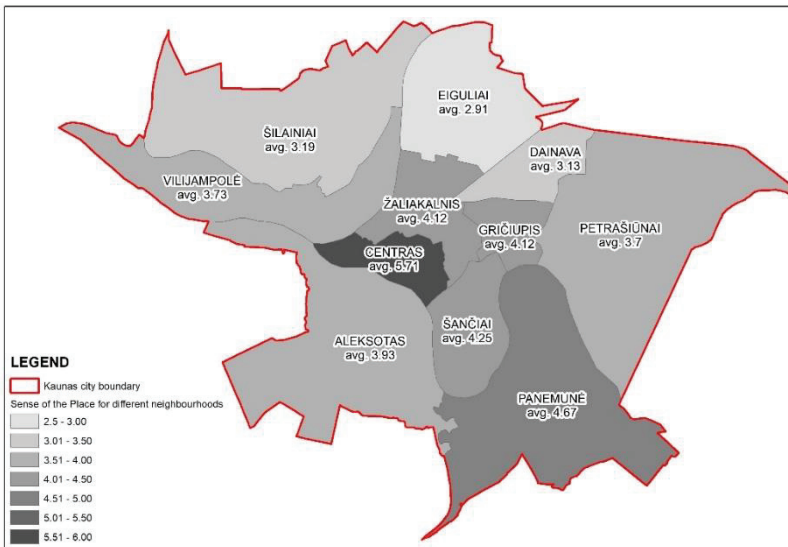 EIGULIAI
avg. 2.91
ŠILAINIAI
avg. 3.19
DAINAVA
avg. 3.13
VILIJAMPOLĖ
avg. 3.73
ŽALIAKALNIS
avg. 4.12
GRIČIUPIS
avg. 4.12
PETRAŠIŪNAI
avg. 3.7
CENTRAS
avg. 5.71
ALEKSOTAS
avg. 3.93
ŠANČIAI
avg. 4.25
PANEMUNĖ
avg. 4.67
LEGEND
Kaunas city boundary
Sense of the Place for different neighbourhoods
2.5 - 3.00
3.01 - 3.50
3.51 - 4.00
4.01 - 4.50
4.51 - 5.00
5.01 - 5.50
5.51 - 6.00